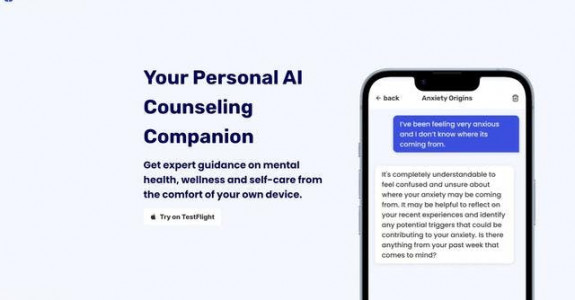 Your Personal AI
Counseling
Companion
Get expert guidance on mental
health, wellness and self-care from
the comfort of your own device.
Try on TestFlight
← back
Anxiety Origins
I've been feeling very anxious
and I don't know where its
coming from.
It's completely understandable to
feel confused and unsure about
where your anxiety may be coming
from. It may be helpful to reflect on
your recent experiences and identify
any potential triggers that could be
contributing to your anxiety. Is there
anything from your past week that
comes to mind?